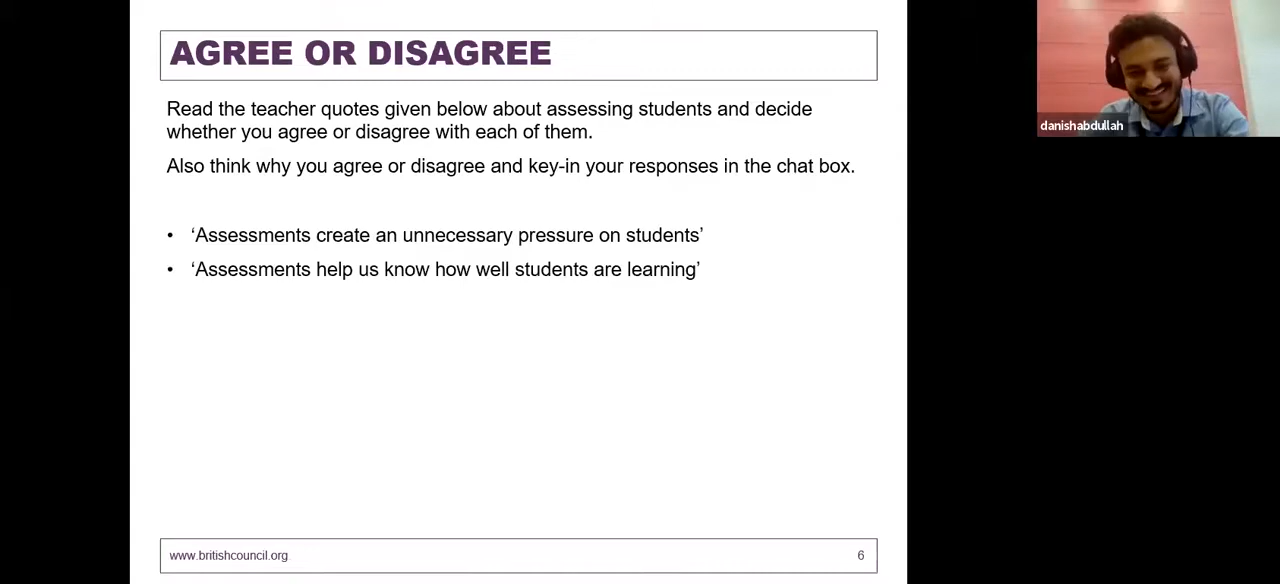 AGREE OR DISAGREE
Read the teacher quotes given below about assessing students and decide
whether you agree or disagree with each of them.
Also think why you agree or disagree and key-in your responses in the chat box.
• ‘Assessments create an unnecessary pressure on students’
• ‘Assessments help us know how well students are learning’
www.britishcouncil.org
6
danishabdullah